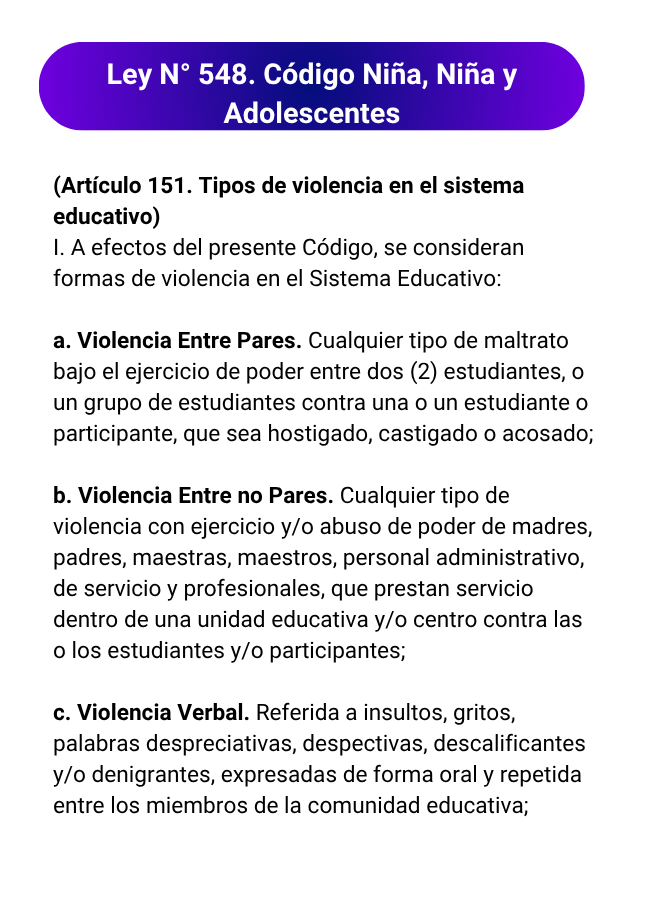 Ley N° 548. Código Niña, Niña y
Adolescentes
(Artículo 151. Tipos de violencia en el sistema
educativo)
I. A efectos del presente Código, se consideran
formas de violencia en el Sistema Educativo:
a. Violencia Entre Pares. Cualquier tipo de maltrato
bajo el ejercicio de poder entre dos (2) estudiantes, o
un grupo de estudiantes contra una o un estudiante o
participante, que sea hostigado, castigado o acosado;
b. Violencia Entre no Pares. Cualquier tipo de
violencia con ejercicio y/o abuso de poder de madres,
padres, maestras, maestros, personal administrativo,
de servicio y profesionales, que prestan servicio
dentro de una unidad educativa y/o centro contra las
o los estudiantes y/o participantes;
c. Violencia Verbal. Referida a insultos, gritos,
palabras despreciativas, despectivas, descalificantes
y/o denigrantes, expresadas de forma oral y repetida
entre los miembros de la comunidad educativa;